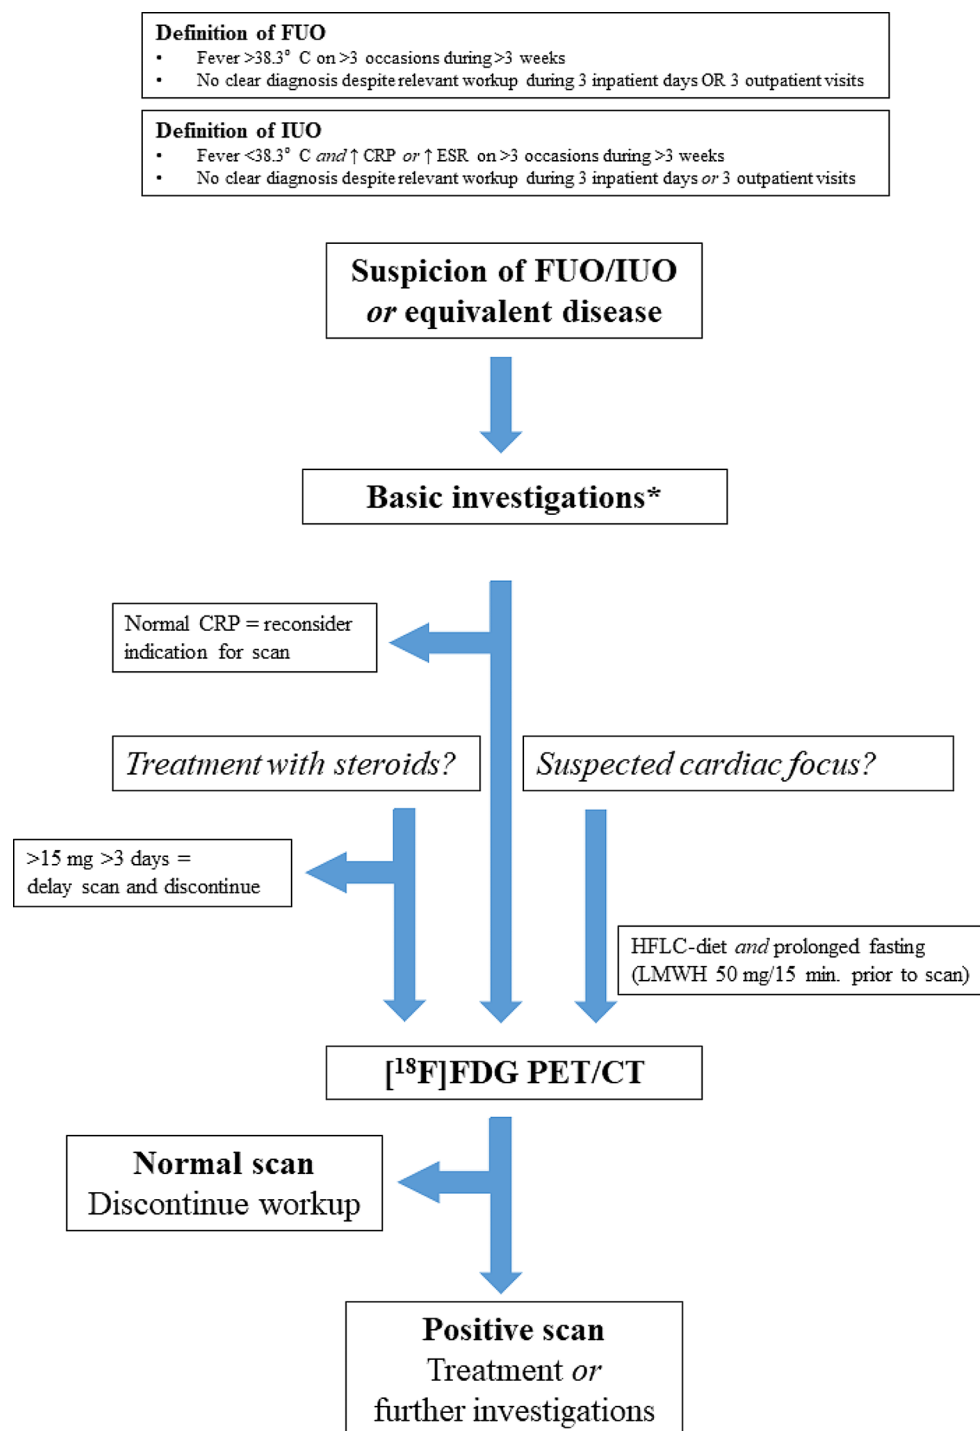 Definition of FUO
• Fever >38.3° C on >3 occasions during >3 weeks
• No clear diagnosis despite relevant workup during 3 inpatient days OR 3 outpatient visits
Definition of IUO
• Fever <38.3° C and ↑ CRP or ↑ ESR on >3 occasions during >3 weeks
• No clear diagnosis despite relevant workup during 3 inpatient days or 3 outpatient visits
Suspicion of FUO/IUO
or equivalent disease
Basic investigations*
Normal CRP = reconsider
indication for scan
Treatment with steroids?
Suspected cardiac focus?
>15 mg >3 days =
delay scan and discontinue
HFLC-diet and prolonged fasting
(LMWH 50 mg/15 min. prior to scan)
[¹⁸F]FDG PET/CT
Normal scan
Discontinue workup
Positive scan
Treatment or
further investigations